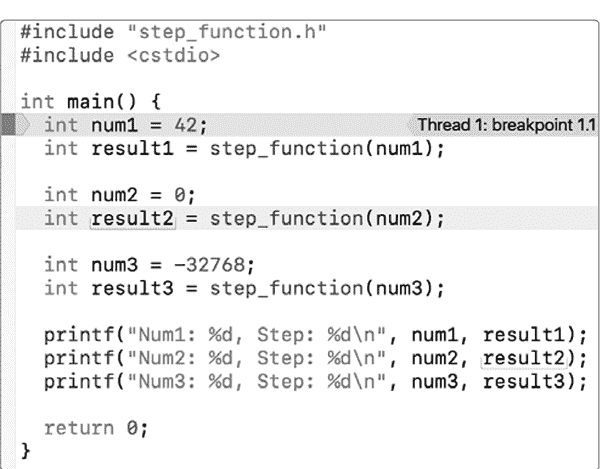 #include "step_function.h"
#include <cstdio>
int main() {
int num1 = 42; Thread 1: breakpoint 1.1
int result1 = step_function(num1);
int num2 = 0;
int result2 = step_function(num2);
int num3 = -32768;
int result3 = step_function(num3);
printf("Num1: %d, Step: %d\n", num1, result1);
printf("Num2: %d, Step: %d\n", num2, result2);
printf("Num3: %d, Step: %d\n", num3, result3);
return 0;
}